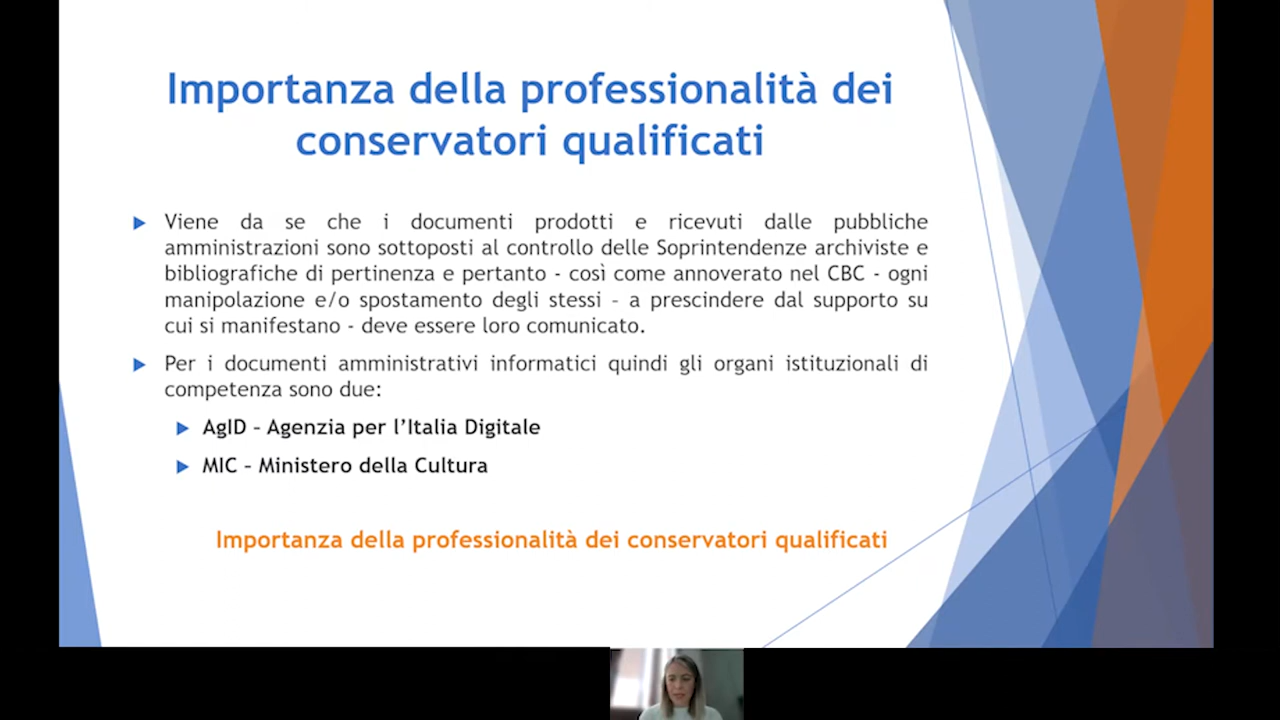 Importanza della professionalità dei
conservatori qualificati
Viene da se che i documenti prodotti e ricevuti dalle pubbliche
amministrazioni sono sottoposti al controllo delle Soprintendenze archiviste e
bibliografiche di pertinenza e pertanto - così come annoverato nel CBC - ogni
manipolazione e/o spostamento degli stessi – a prescindere dal supporto su
cui si manifestano - deve essere loro comunicato.
Per i documenti amministrativi informatici quindi gli organi istituzionali di
competenza sono due:
AgID – Agenzia per l’Italia Digitale
MIC – Ministero della Cultura
Importanza della professionalità dei conservatori qualificati